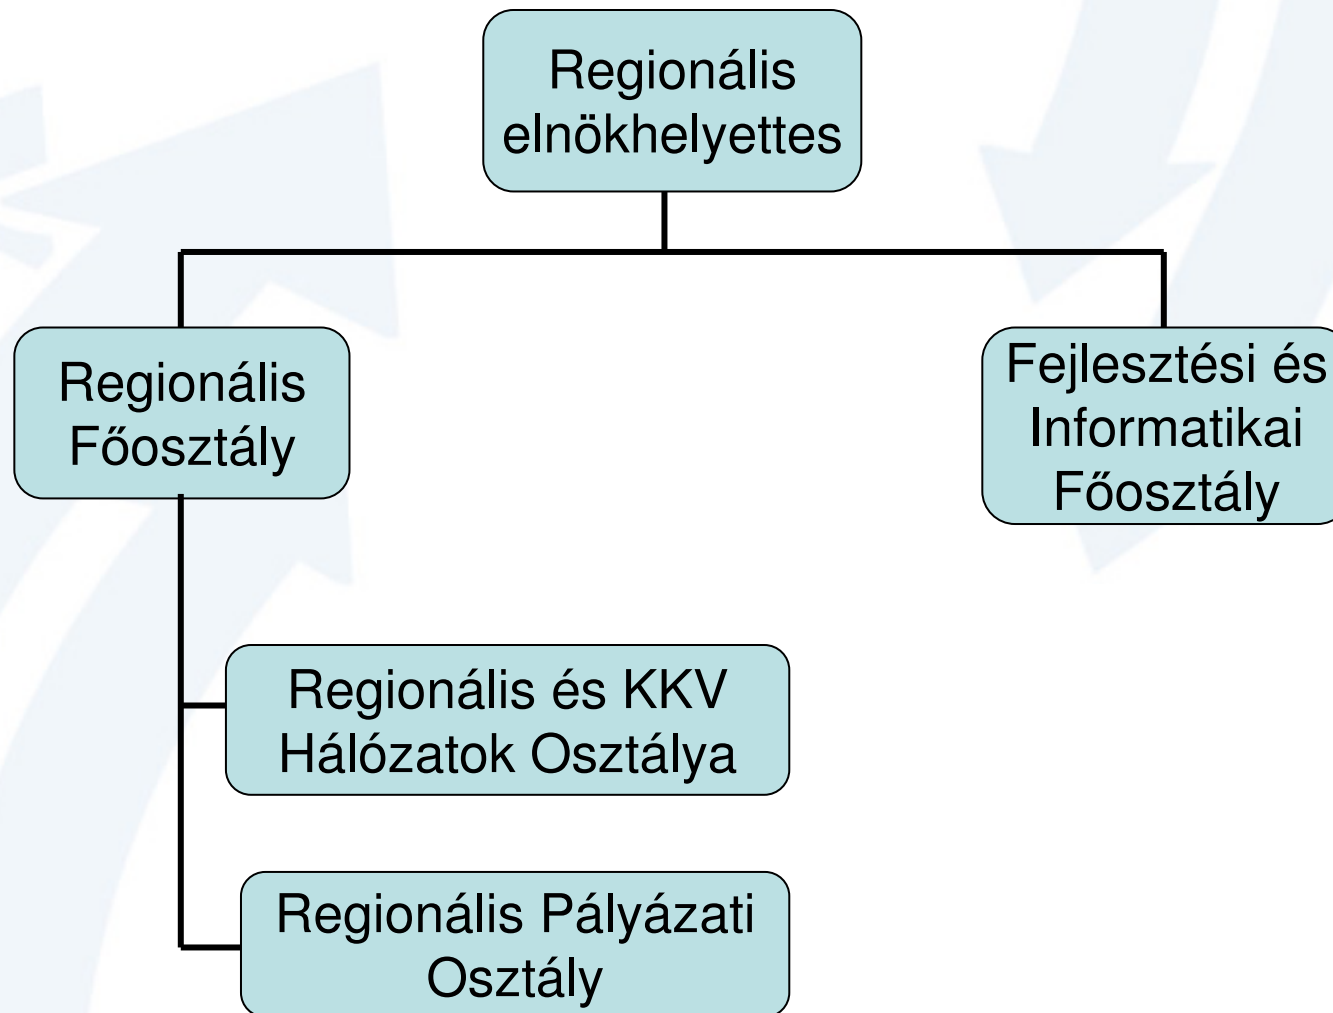 Regionális
elnökhelyettes
Regionális
Főosztály
Fejlesztési és
Informatikai
Főosztály
Regionális és KKV
Hálózatok Osztálya
Regionális Pályázati
Osztály